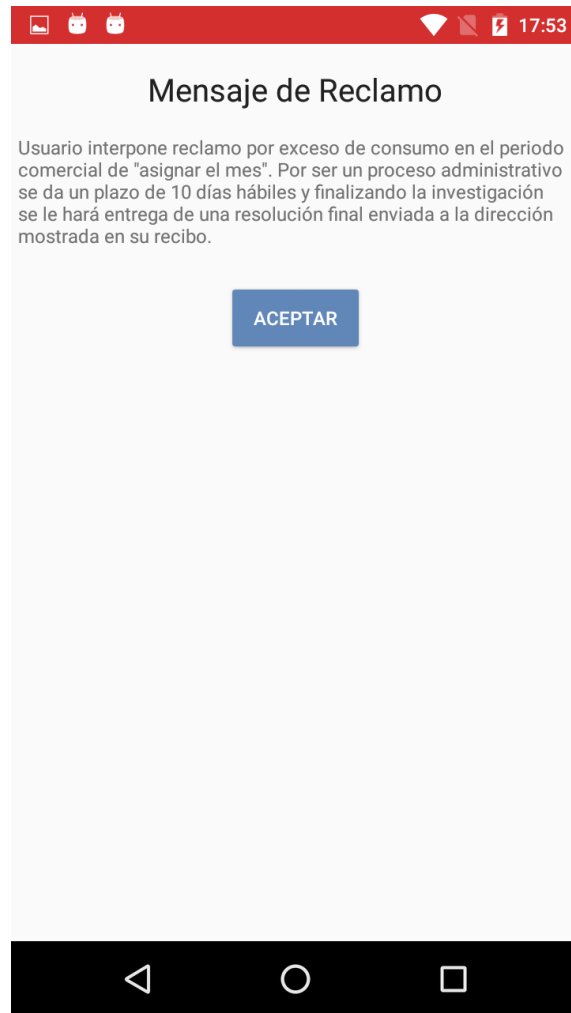 17:53
Mensaje de Reclamo
Usuario interpone reclamo por exceso de consumo en el periodo
comercial de "asignar el mes". Por ser un proceso administrativo
se da un plazo de 10 días hábiles y finalizando la investigación
se le hará entrega de una resolución final enviada a la dirección
mostrada en su recibo.
ACEPTAR